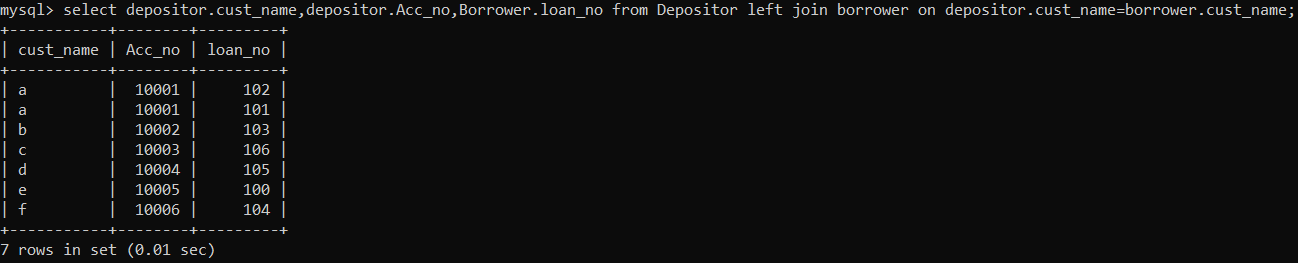 mysql> select depositor.cust_name,depositor.Acc_no,Borrower.loan_no from Depositor left join borrower on depositor.cust_name=borrower.cust_name;
+-----------+--------+---------+
| cust_name | Acc_no | loan_no |
+-----------+--------+---------+
| a         |  10001 |     102 |
| a         |  10001 |     101 |
| b         |  10002 |     103 |
| c         |  10003 |     106 |
| d         |  10004 |     105 |
| e         |  10005 |     100 |
| f         |  10006 |     104 |
+-----------+--------+---------+
7 rows in set (0.01 sec)